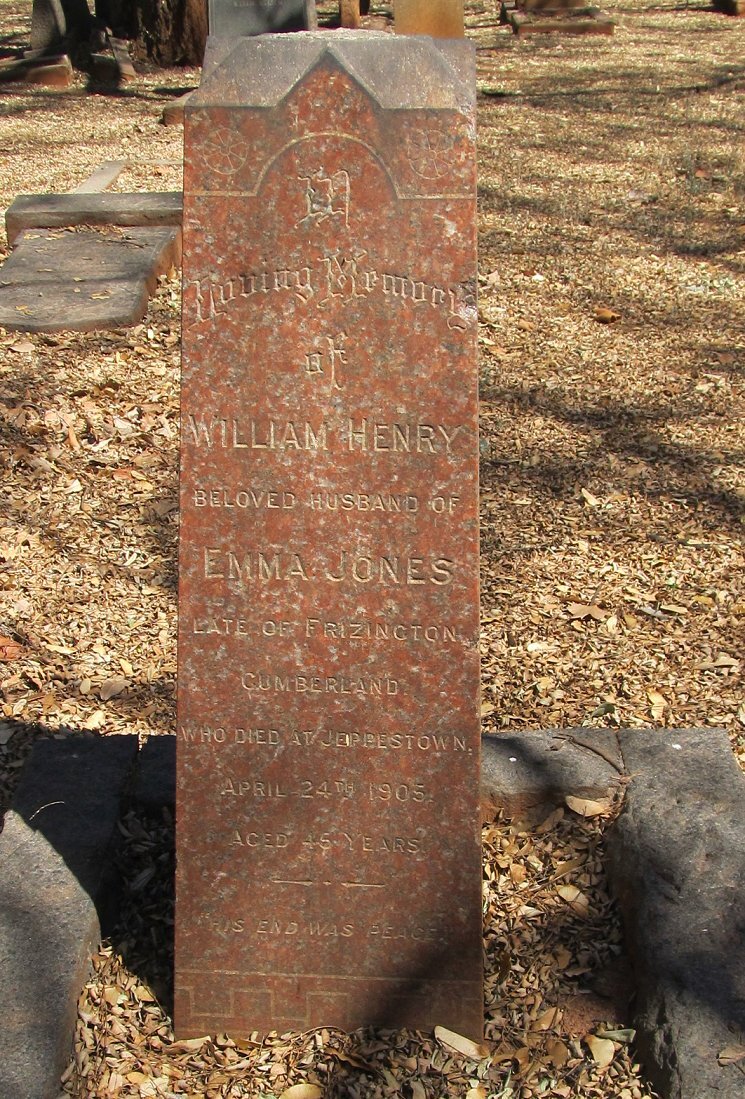 In
Loving Memory
of
WILLIAM HENRY
BELOVED HUSBAND OF
EMMA JONES
LATE OF FRIZINGTON
CUMBERLAND.
WHO DIED AT JEPPESTOWN,
APRIL 24TH 1905.
AGED 45 YEARS.
HIS END WAS PEACE